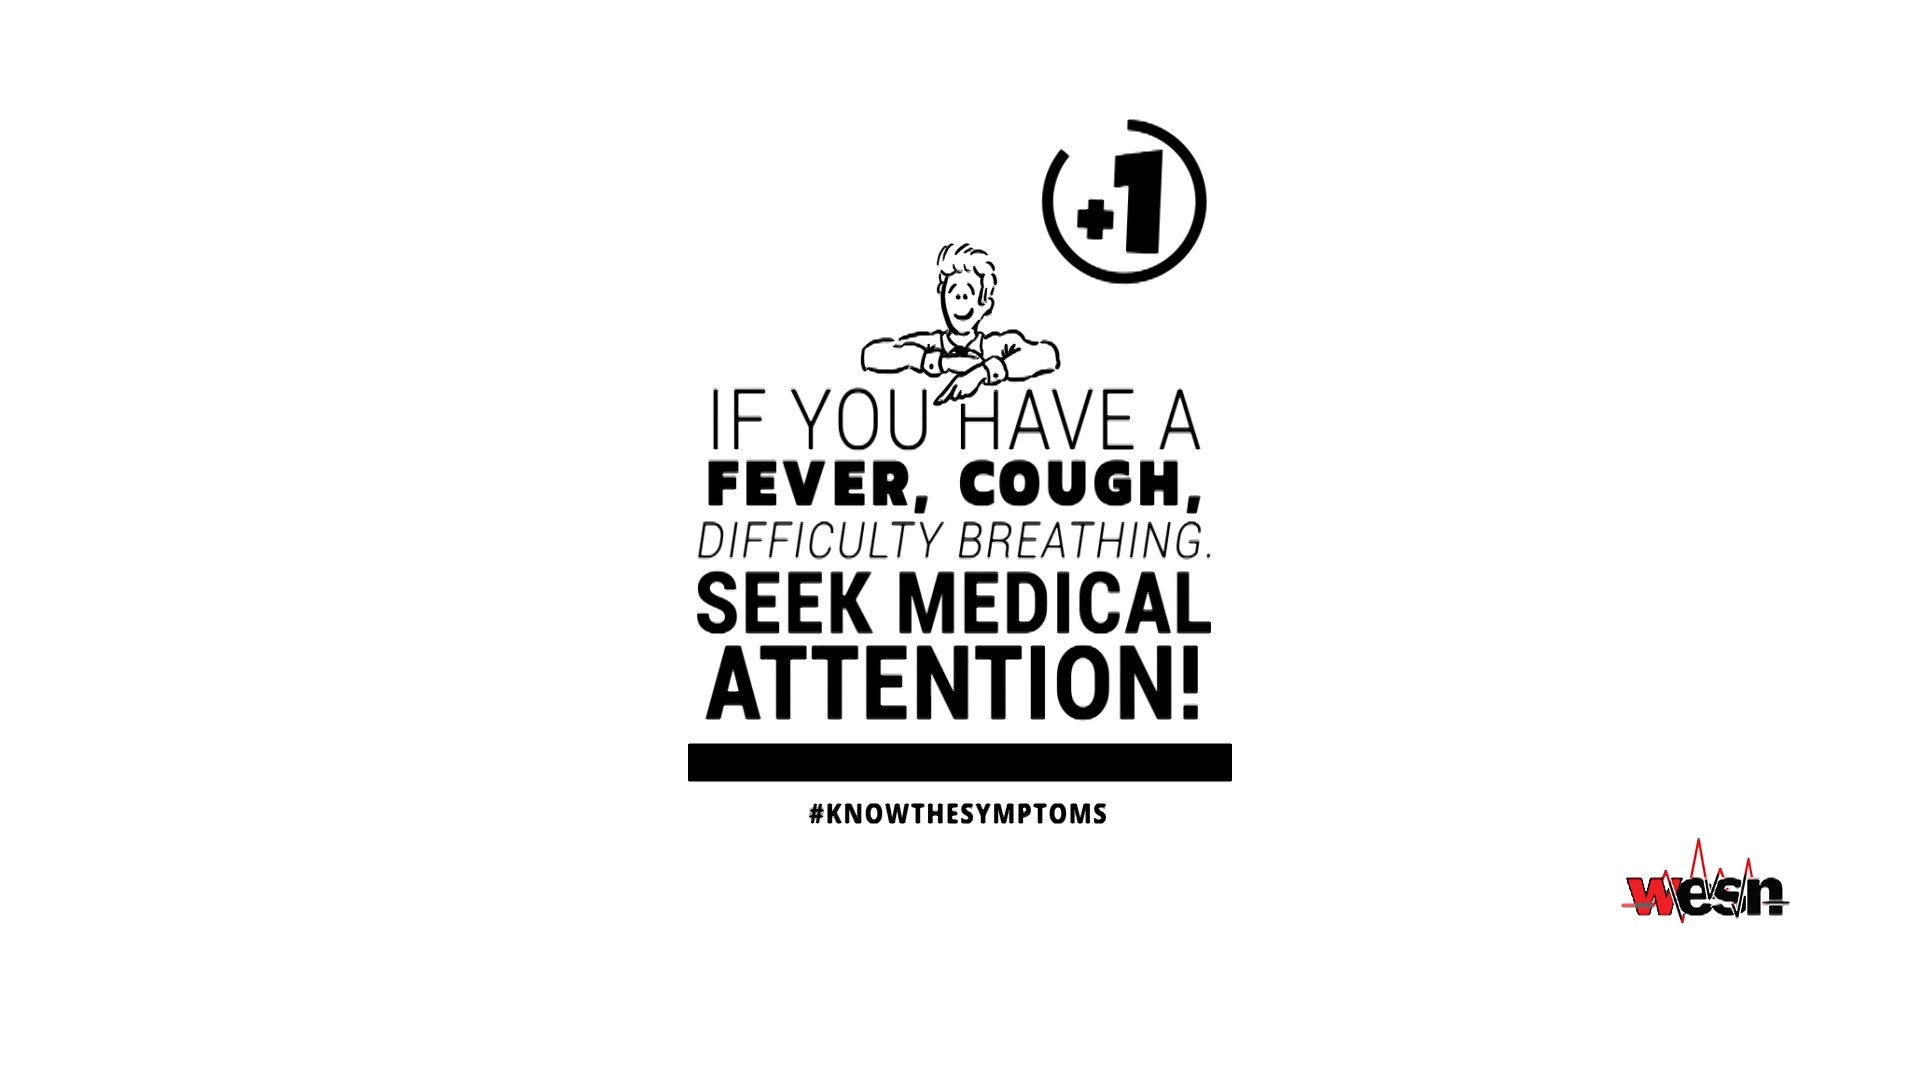 +1
IF YOU HAVE A
FEVER, COUGH,
DIFFICULTY BREATHING.
SEEK MEDICAL
ATTENTION!
#KNOWTHESYMPTOMS
wesn